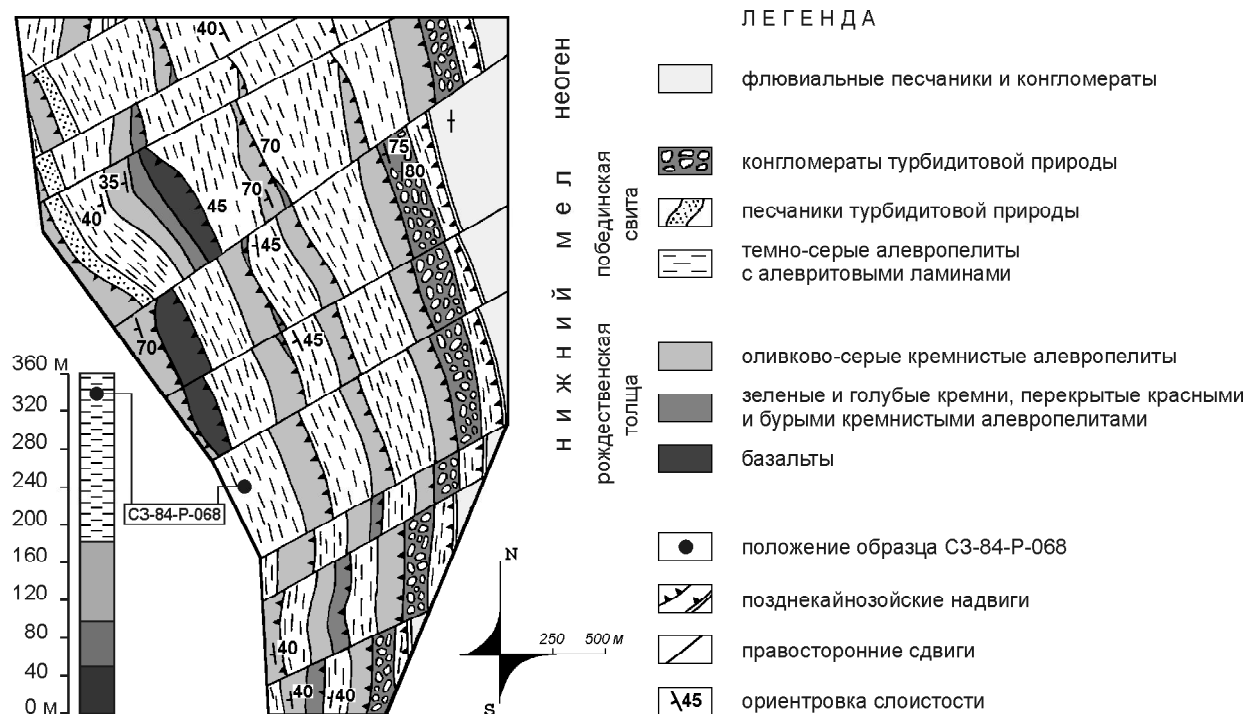 40
35
40
70
70
45
45
75
80
70
45
40
40
40
360 м
320
280
240
200
160
120
80
40
0 м
СЗ-84-Р-068
N
S
250 500 м
нижний мел неоген
побединская
свита
рождественская
толща
ЛЕГЕНДА
флювиальные песчаники и конгломераты
конгломераты турбидитовой природы
песчаники турбидитовой природы
темно-серые алевропелиты
с алевритовыми ламинами
оливково-серые кремнистые алевропелиты
зеленые и голубые кремни, перекрытые красными
и бурыми кремнистыми алевропелитами
базальты
положение образца СЗ-84-Р-068
позднекайнозойские надвиги
правосторонние сдвиги
45 ориентровка слоистости